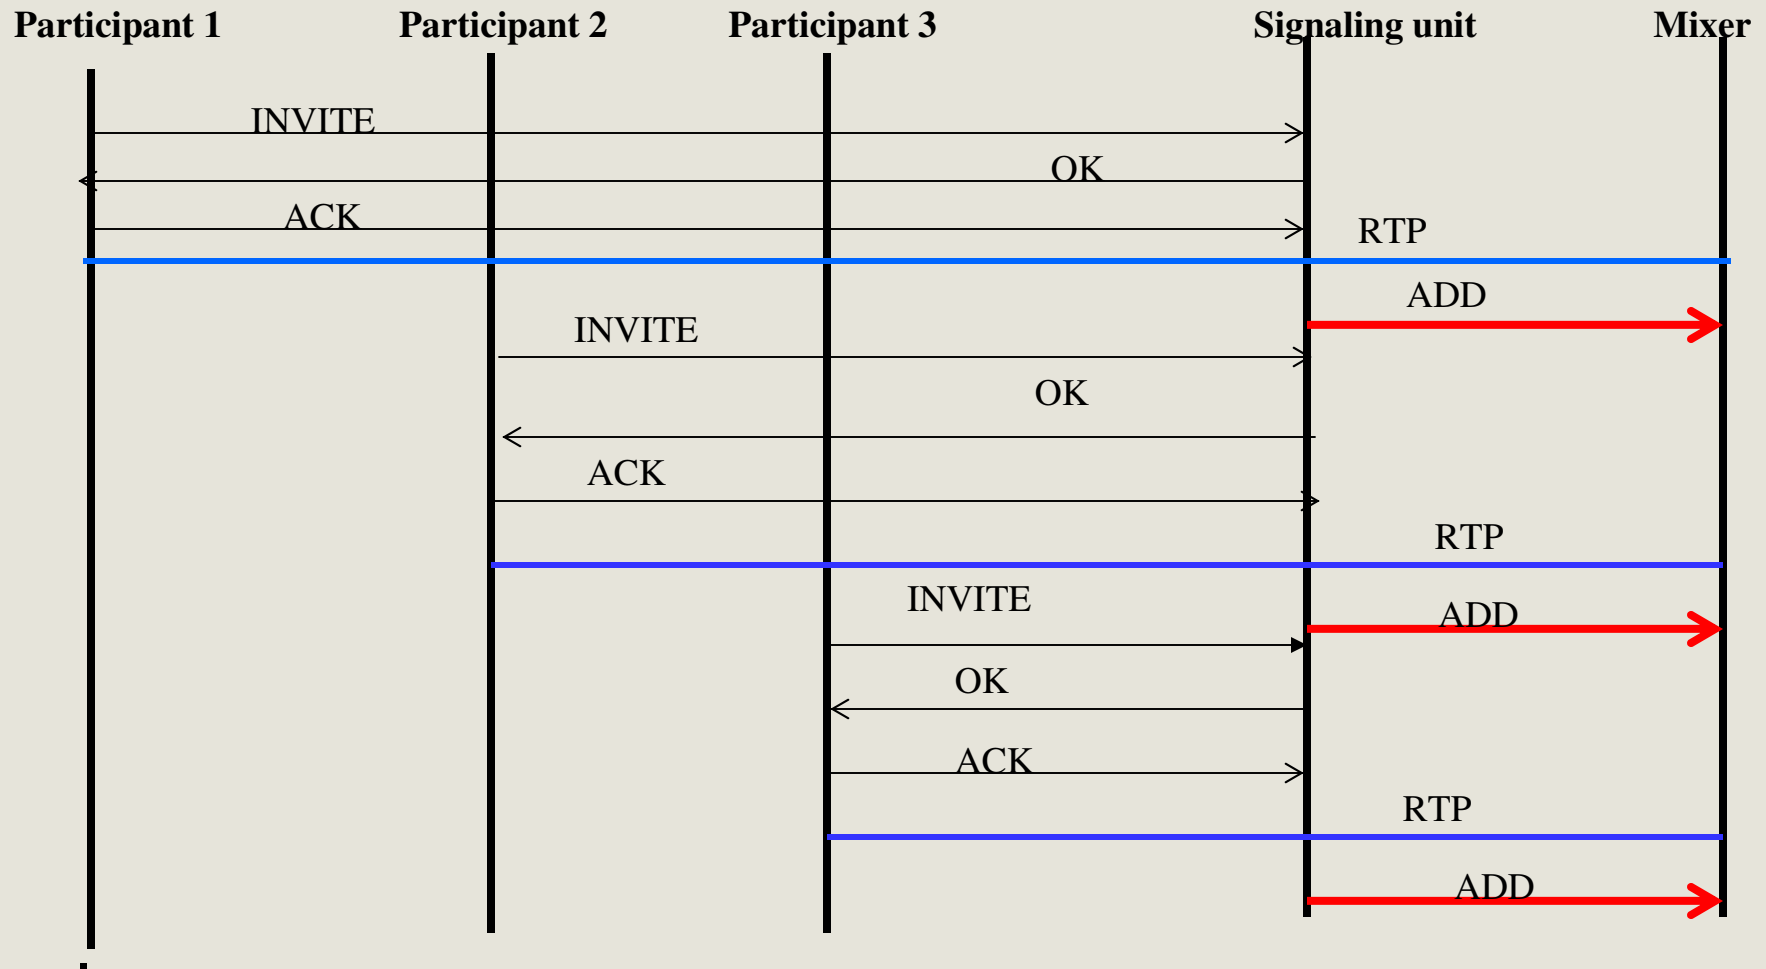 Participant 1 Participant 2 Participant 3 Signaling unit Mixer
INVITE
OK
ACK
RTP
ADD
INVITE
OK
ACK
RTP
INVITE
ADD
OK
ACK
RTP
ADD